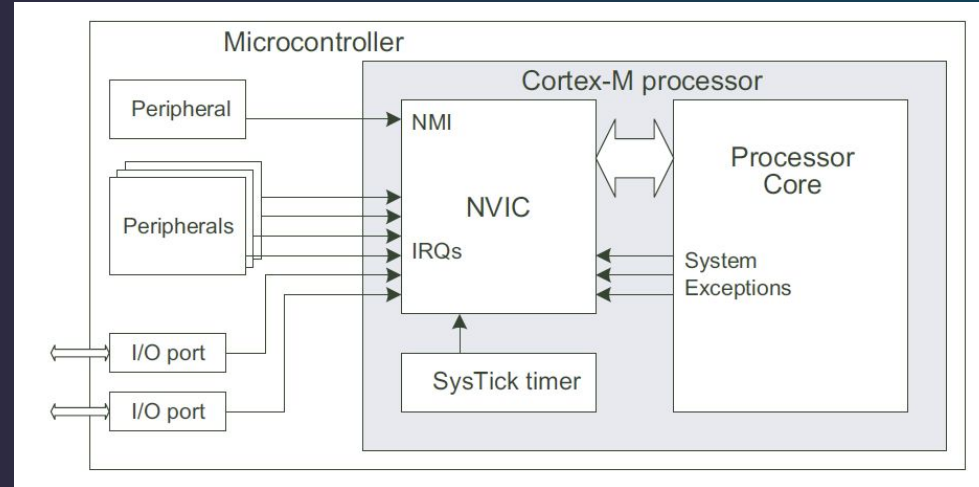 Microcontroller
Cortex-M processor
Peripheral
NMI
Processor
Core
NVIC
Peripherals
IRQs
System
Exceptions
I/O port
SysTick timer
I/O port